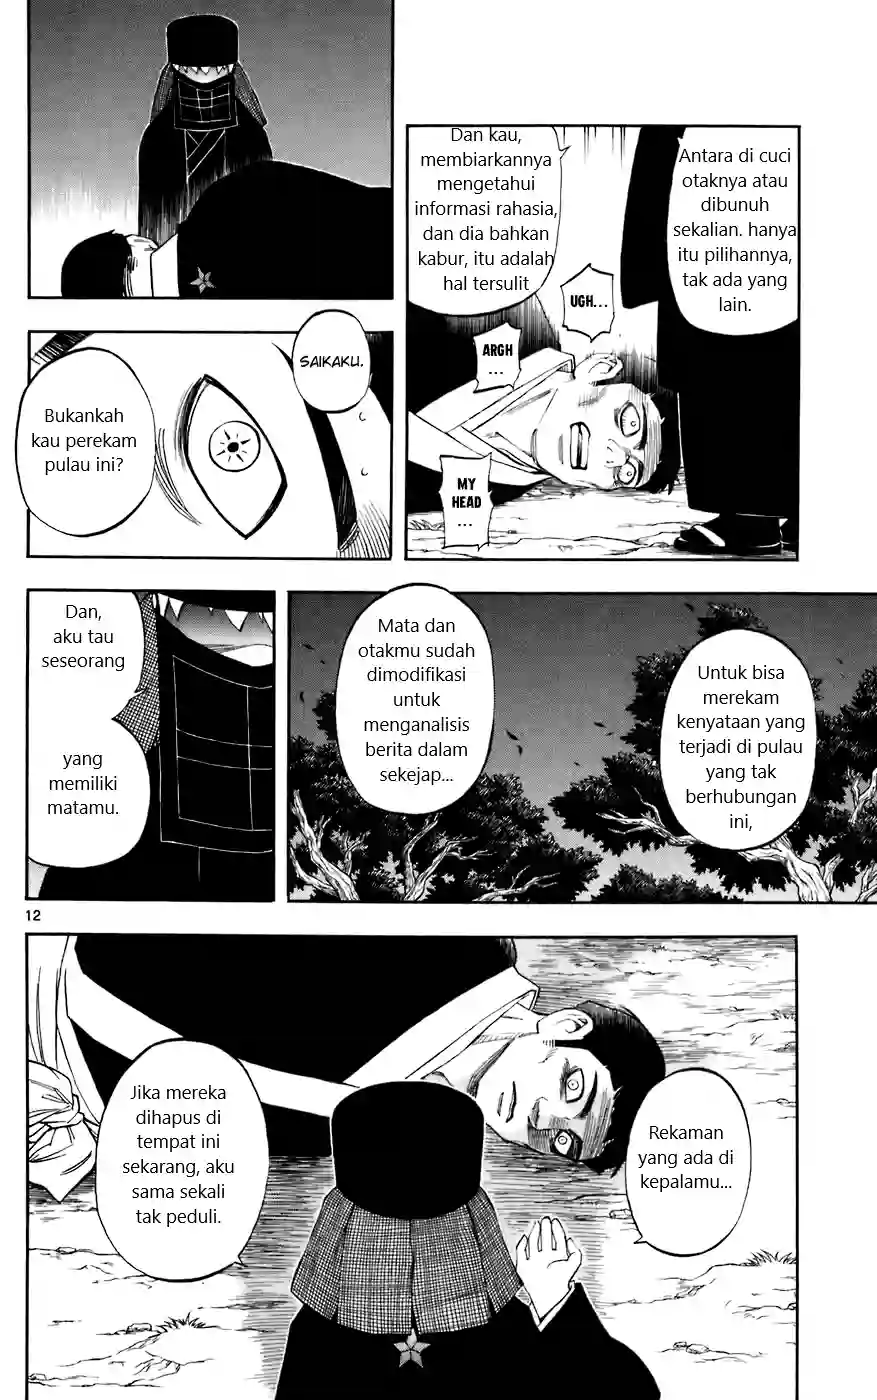 Antara di cuci
otaknya atau
dibunuh
sekalian. hanya
itu pilihannya,
tak ada yang
lain.
Dan kau,
membiarkannya
mengetahui
informasi rahasia,
dan dia bahkan
kabur, itu adalah
hal tersulit
UGH...
ARGH
...
MY
HEAD
...
SAIKAKU.
Bukankah
kau perekam
pulau ini?
Untuk bisa
merekam
kenyataan yang
terjadi di pulau
yang tak
berhubungan
ini,
Mata dan
otakmu sudah
dimodifikasi
untuk
menganalisis
berita dalam
sekejap...
Dan,
aku tau
seseorang
yang
memiliki
matamu.
12
Rekaman
yang ada di
kepalamu...
Jika mereka
dihapus di
tempat ini
sekarang, aku
sama sekali
tak peduli.